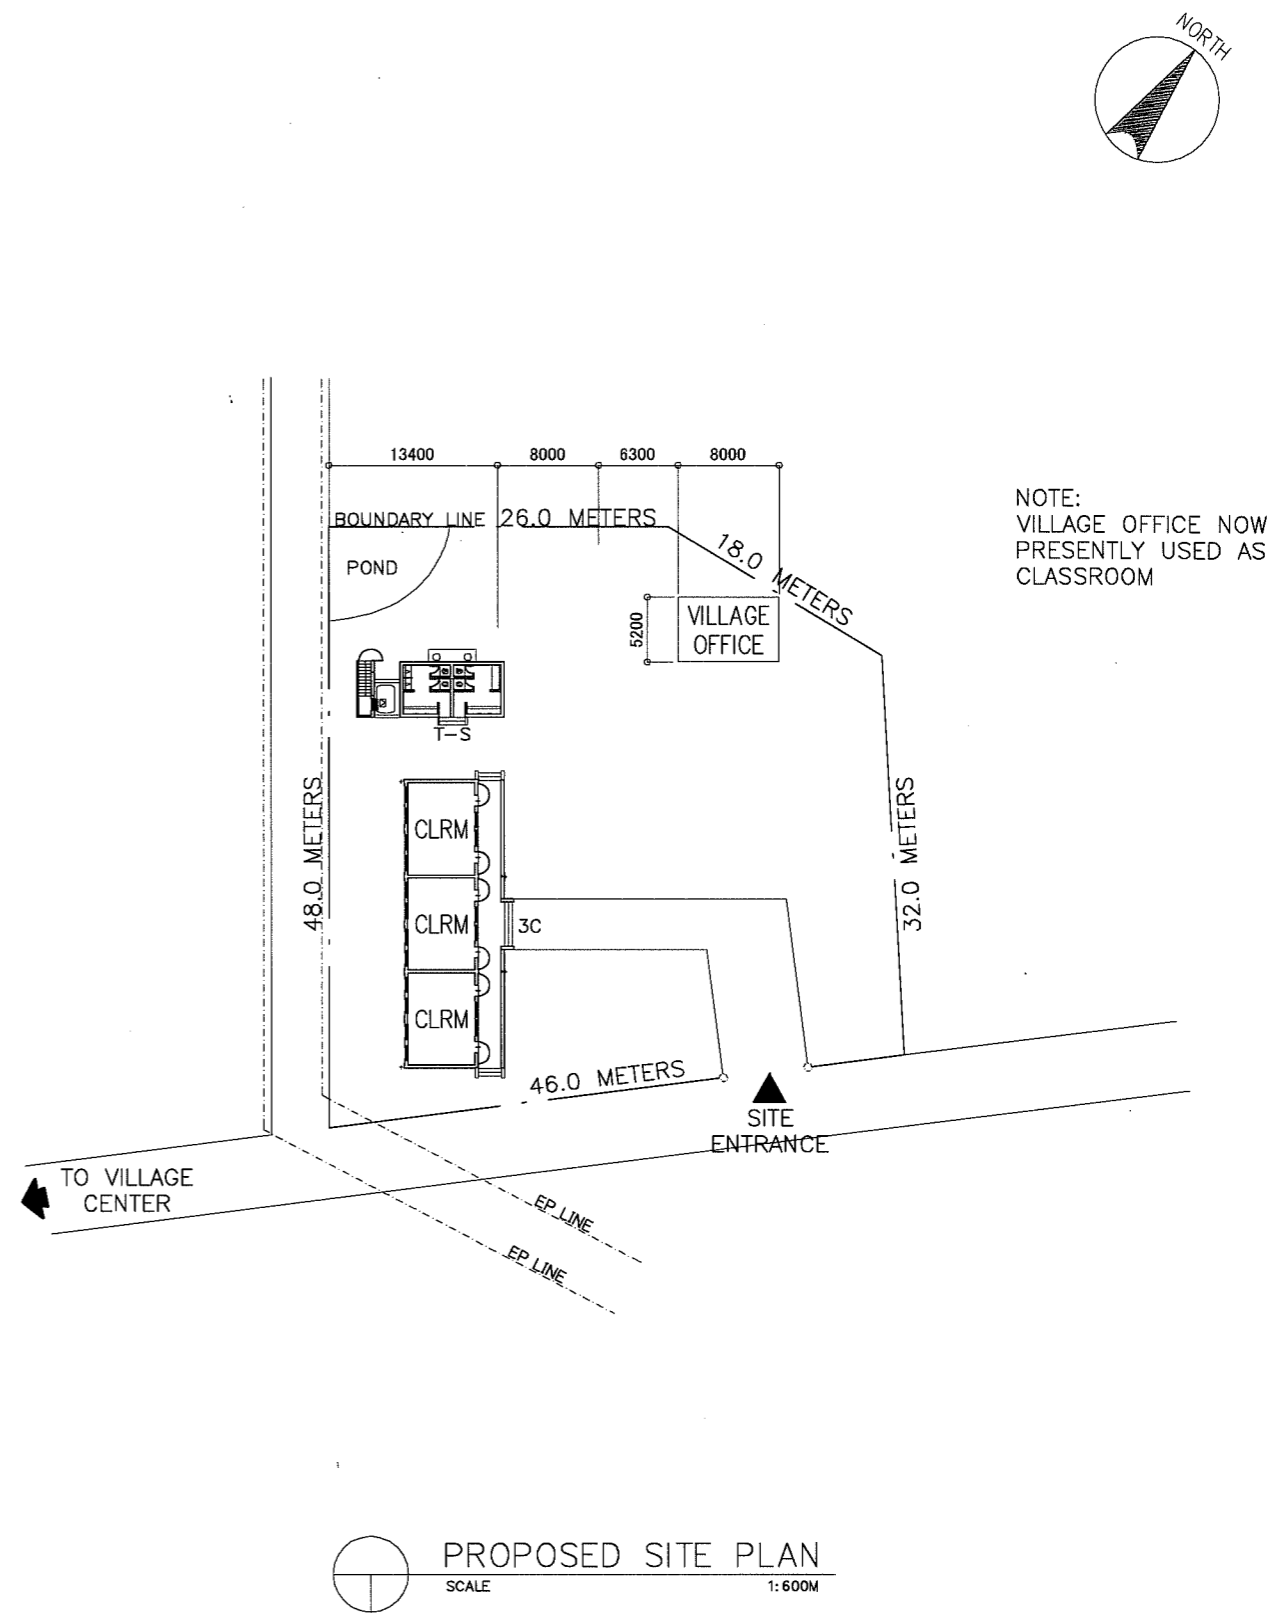 NORTH
13400
8000
6300
8000
BOUNDARY LINE 26.0 METERS
18.0 METERS
NOTE:
VILLAGE OFFICE NOW
PRESENTLY USED AS
CLASSROOM
POND
5200
VILLAGE
OFFICE
T-S
48.0 METERS
CLRM
CLRM
CLRM
3C
32.0 METERS
46.0 METERS
SITE
ENTRANCE
TO VILLAGE
CENTER
EP LINE
EP LINE
PROPOSED SITE PLAN
SCALE 1:600M